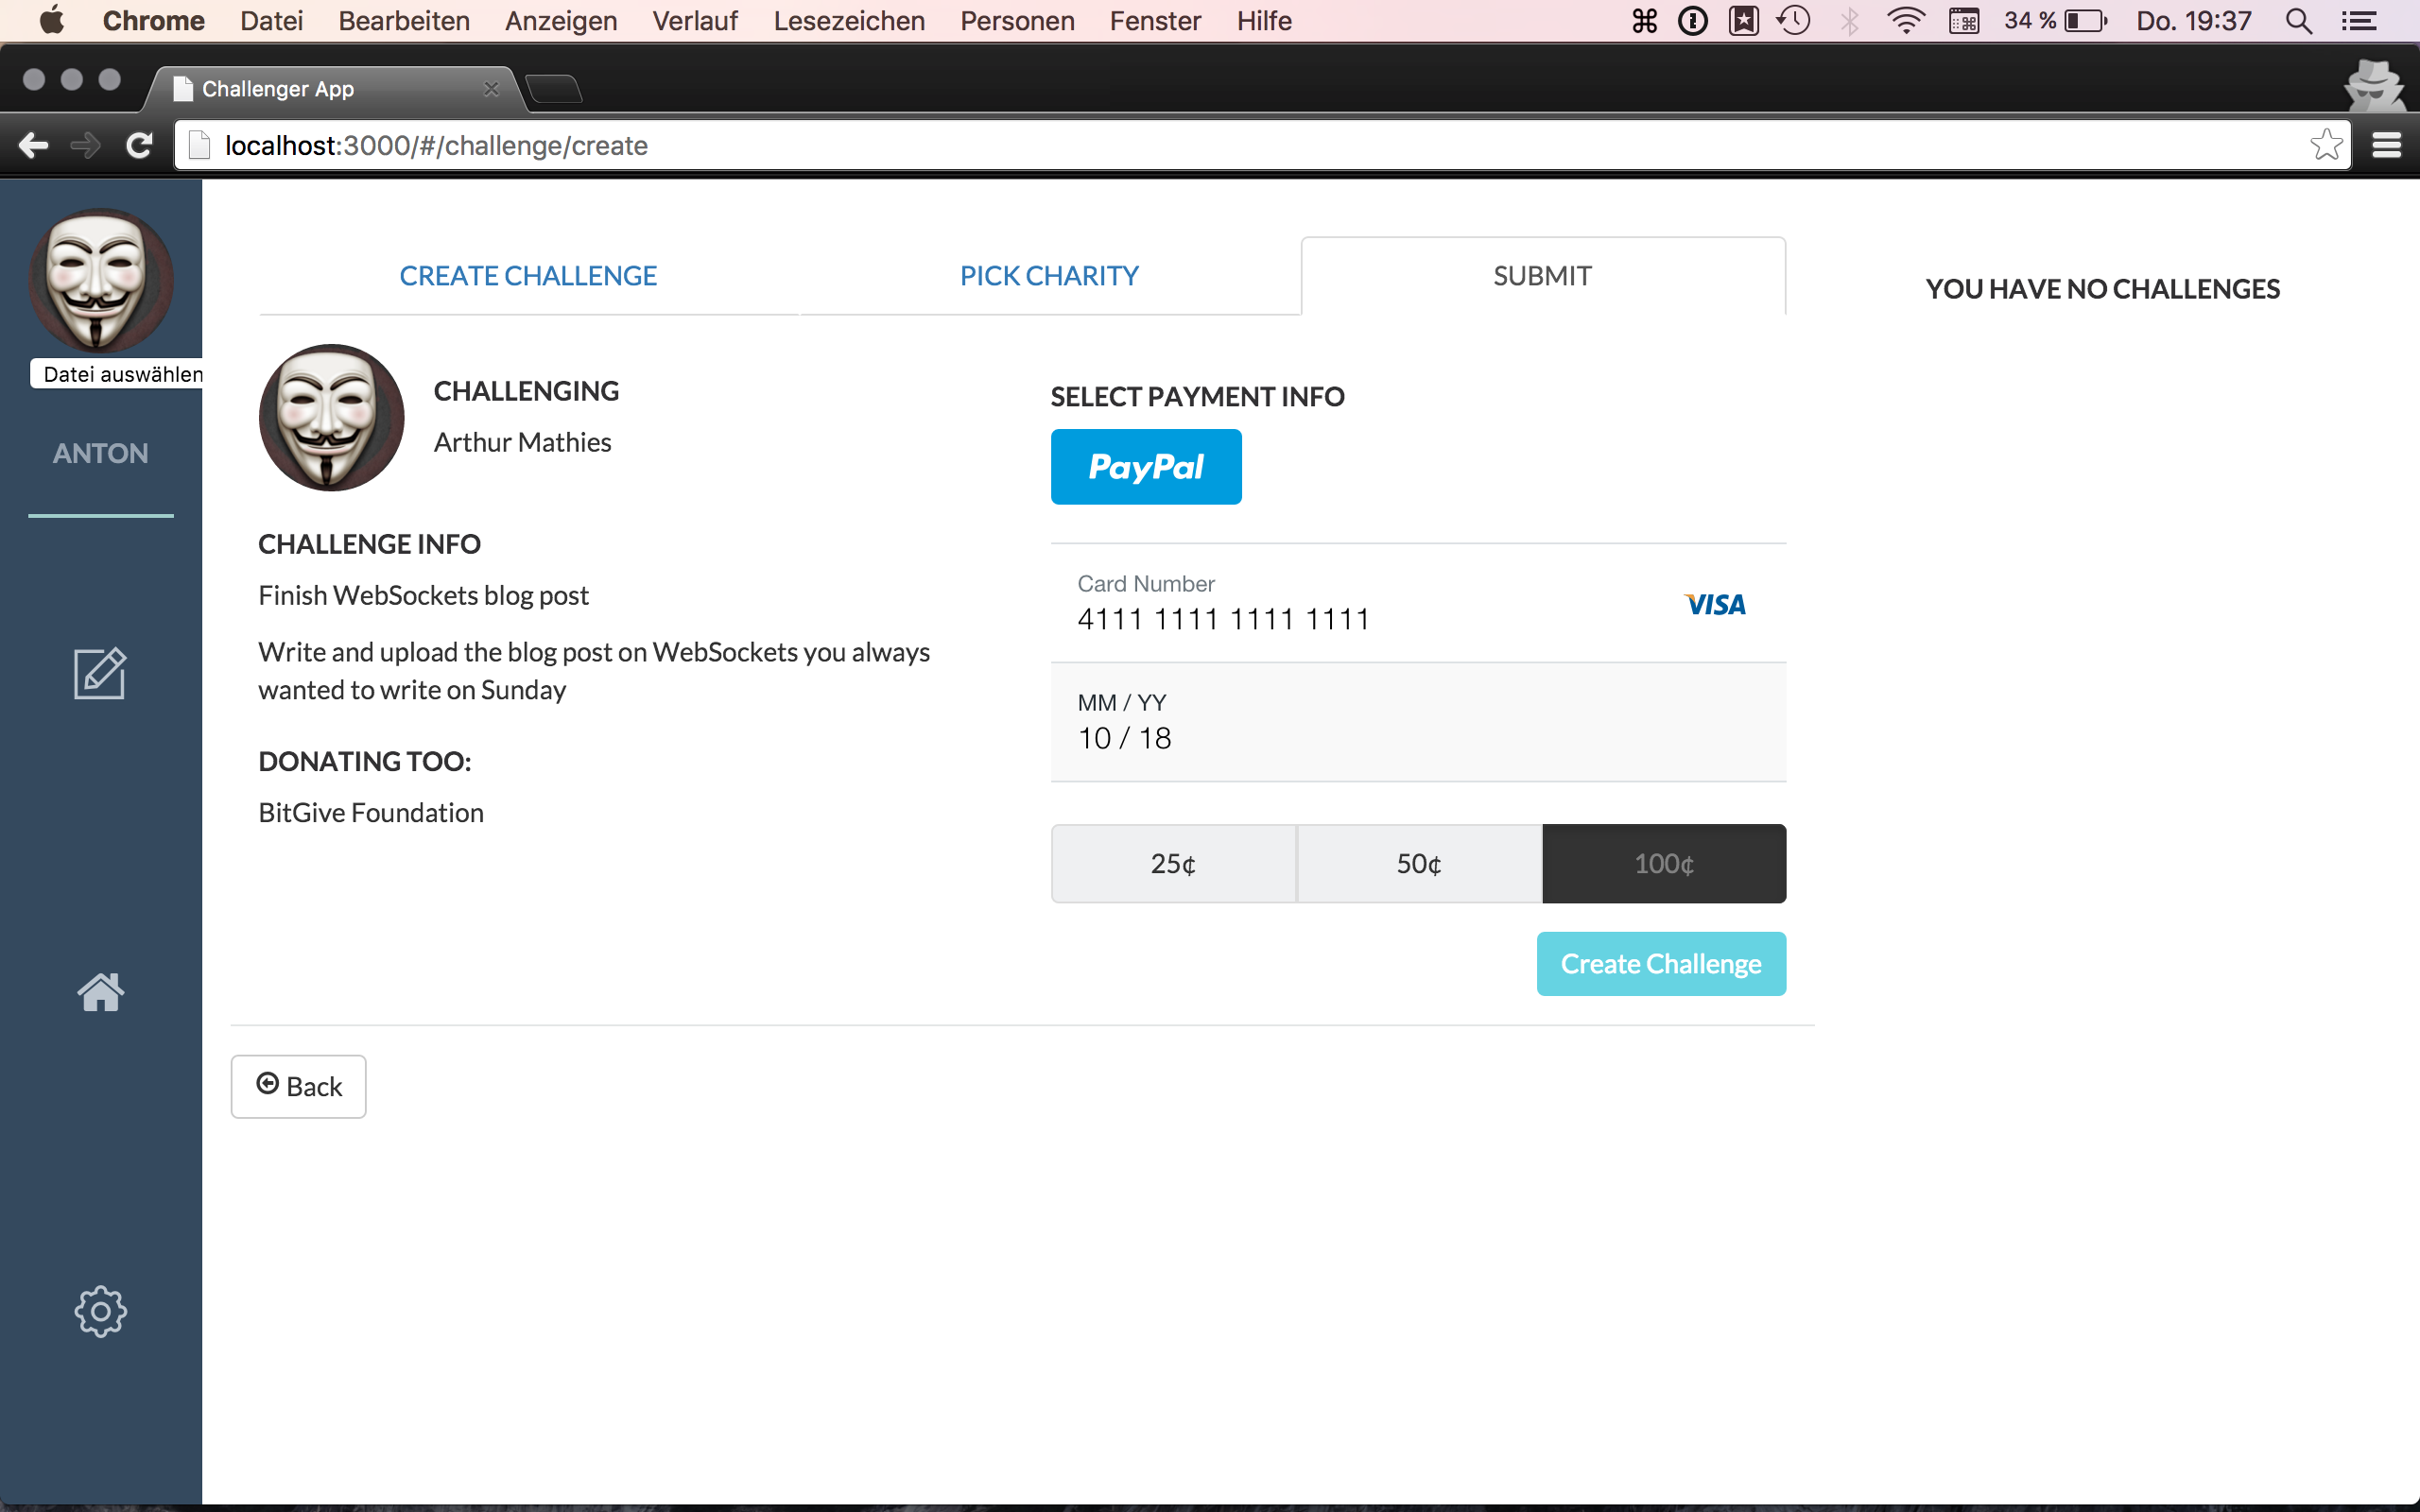 Chrome Datei Bearbeiten Anzeigen Verlauf Lesezeichen Personen Fenster Hilfe 34 % Do. 19:37
Challenger App
localhost:3000/#/challenge/create
Datei auswählen
ANTON
CREATE CHALLENGE PICK CHARITY SUBMIT
YOU HAVE NO CHALLENGES
CHALLENGING
Arthur Mathies
CHALLENGE INFO
Finish WebSockets blog post
Write and upload the blog post on WebSockets you always
wanted to write on Sunday
DONATING TOO:
BitGive Foundation
SELECT PAYMENT INFO
PayPal
Card Number
4111 1111 1111 1111
VISA
MM / YY
10 / 18
25¢ 50¢ 100¢
Create Challenge
Back